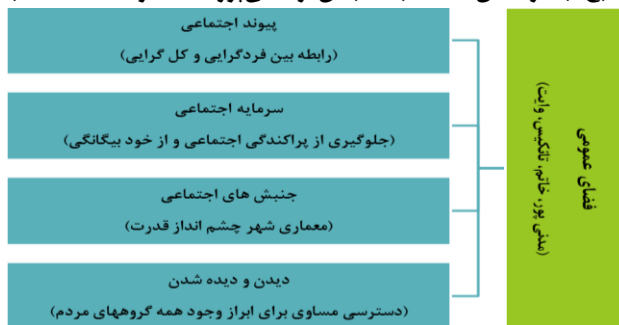 فضای عمومی
(مدنی پور، خاتم، تانکیس، وایت)
پیوند اجتماعی
(رابطه بین فردگرایی و کل گرایی)
سرمایه اجتماعی
(جلوگیری از پراکندگی اجتماعی و از خود بیگانگی)
جنبش های اجتماعی
(معماری شهر چشم انداز قدرت)
دیدن و دیده شدن
(دسترسی مساوی برای ابراز وجود همه گروههای مردم)